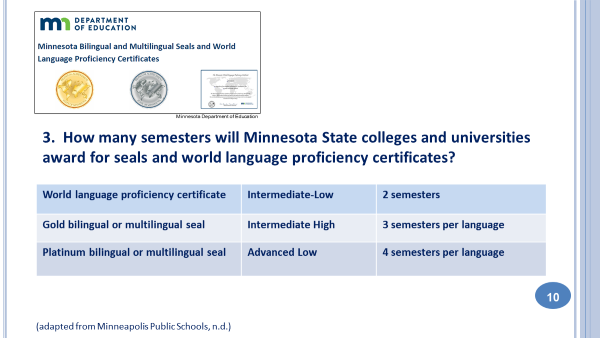 DEPARTMENT
OF EDUCATION
Minnesota Bilingual and Multilingual Seals and World
Language Proficiency Certificates
Minnesota Department of Education
3. How many semesters will Minnesota State colleges and universities
award for seals and world language proficiency certificates?
World language proficiency certificate Intermediate-Low 2 semesters
Gold bilingual or multilingual seal Intermediate High 3 semesters per language
Platinum bilingual or multilingual seal Advanced Low 4 semesters per language
10
(adapted from Minneapolis Public Schools, n.d.)